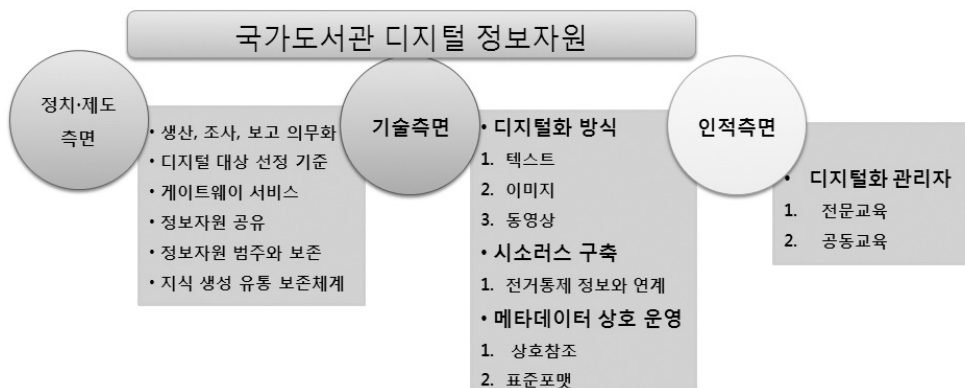 국가도서관 디지털 정보자원
정치·제도
측면
• 생산, 조사, 보고 의무화
• 디지털 대상 선정 기준
• 게이트웨이 서비스
• 정보자원 공유
• 정보자원 범주와 보존
• 지식 생성 유통 보존체계
기술측면
• 디지털화 방식
1. 텍스트
2. 이미지
3. 동영상
• 시소러스 구축
1. 전거통제 정보와 연계
• 메타데이터 상호 운영
1. 상호참조
2. 표준포맷
인적측면
• 디지털화 관리자
1. 전문교육
2. 공동교육